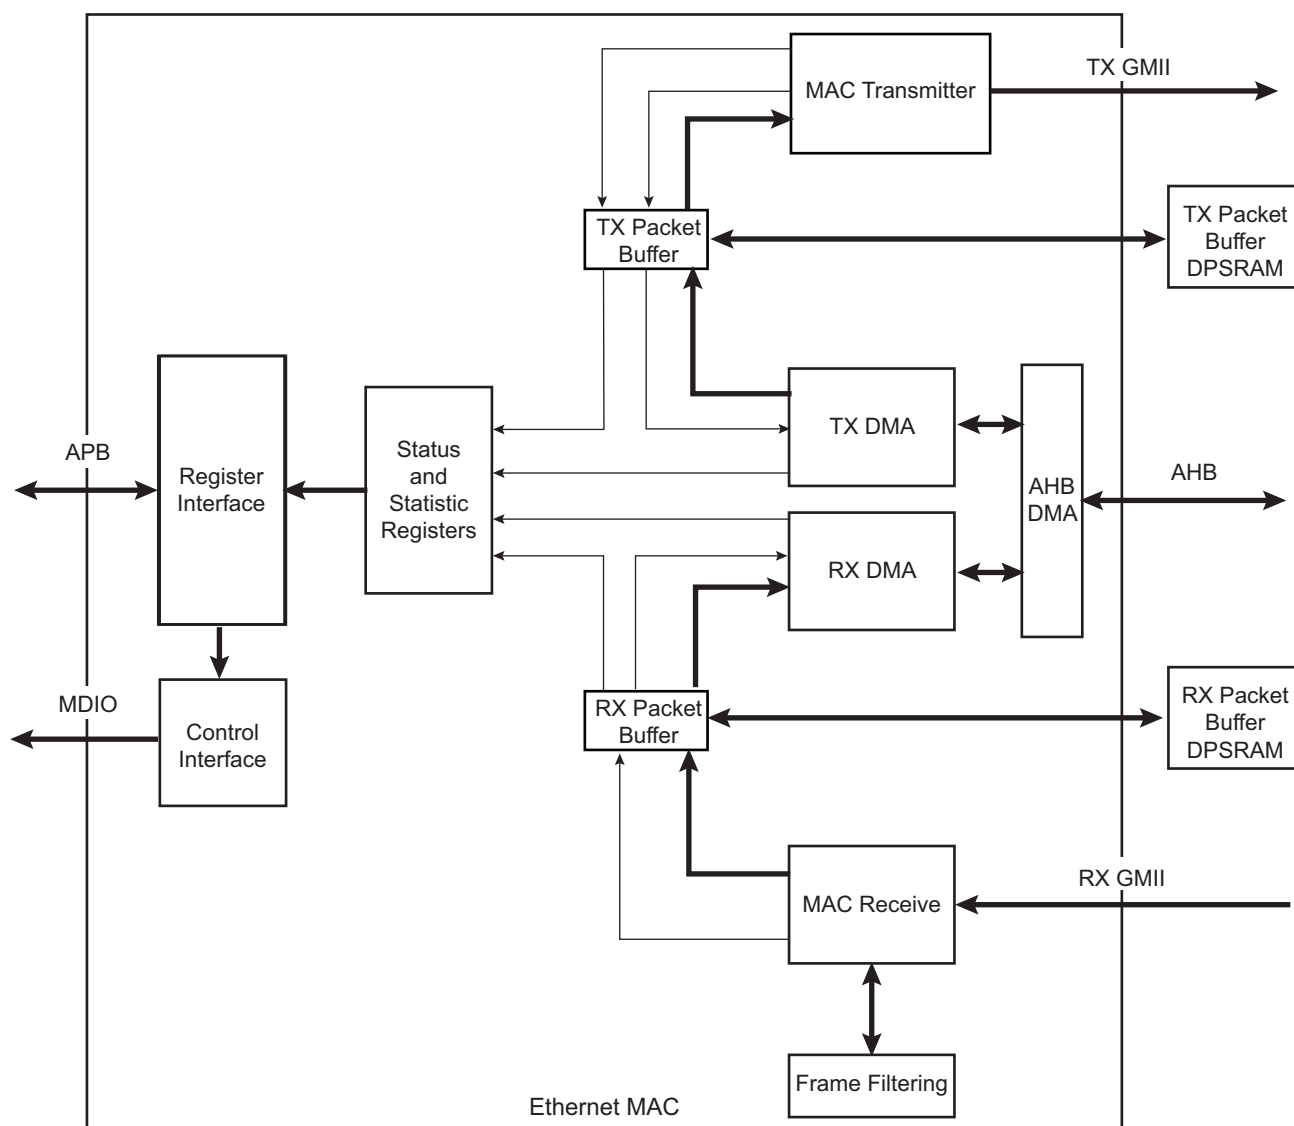 TX GMII
MAC Transmitter
TX Packet
Buffer
TX Packet
Buffer
DPSRAM
APB
Register
Interface
Status
and
Statistic
Registers
TX DMA
AHB
DMA
AHB
RX DMA
MDIO
Control
Interface
RX Packet
Buffer
RX Packet
Buffer
DPSRAM
MAC Receive
RX GMII
Frame Filtering
Ethernet MAC